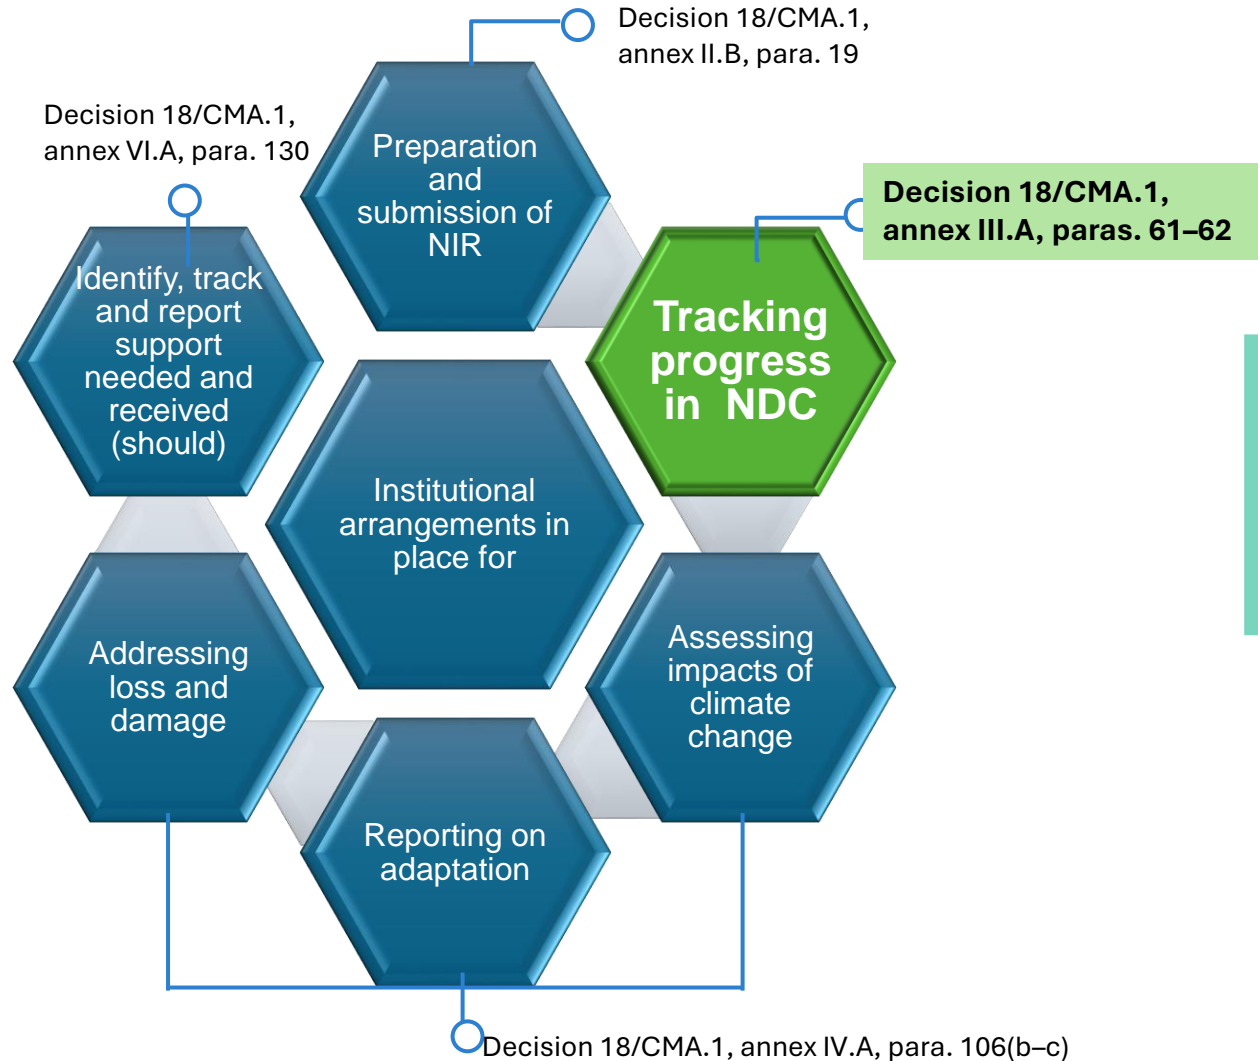 Decision 18/CMA.1,
annex II.B, para. 19
Decision 18/CMA.1,
annex VI.A, para. 130
Preparation
and
submission of
NIR
Decision 18/CMA.1,
annex III.A, paras. 61–62
Identify, track
and report
support
needed and
received
(should)
Tracking
progress
in NDC
Institutional
arrangements in
place for
Addressing
loss and
damage
Assessing
impacts of
climate
change
Reporting on
adaptation
Decision 18/CMA.1, annex IV.A, para. 106(b–c)